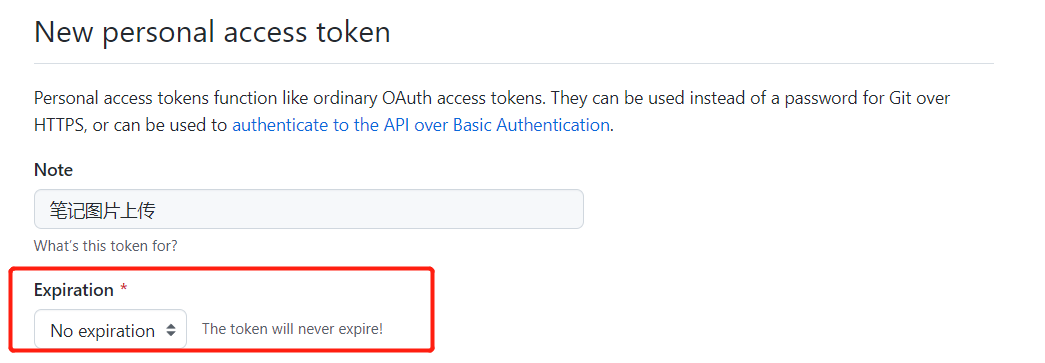 New personal access token
Personal access tokens function like ordinary OAuth access tokens. They can be used instead of a password for Git over
HTTPS, or can be used to authenticate to the API over Basic Authentication.
Note
笔记图片上传
What's this token for?
Expiration *
No expiration The token will never expire!